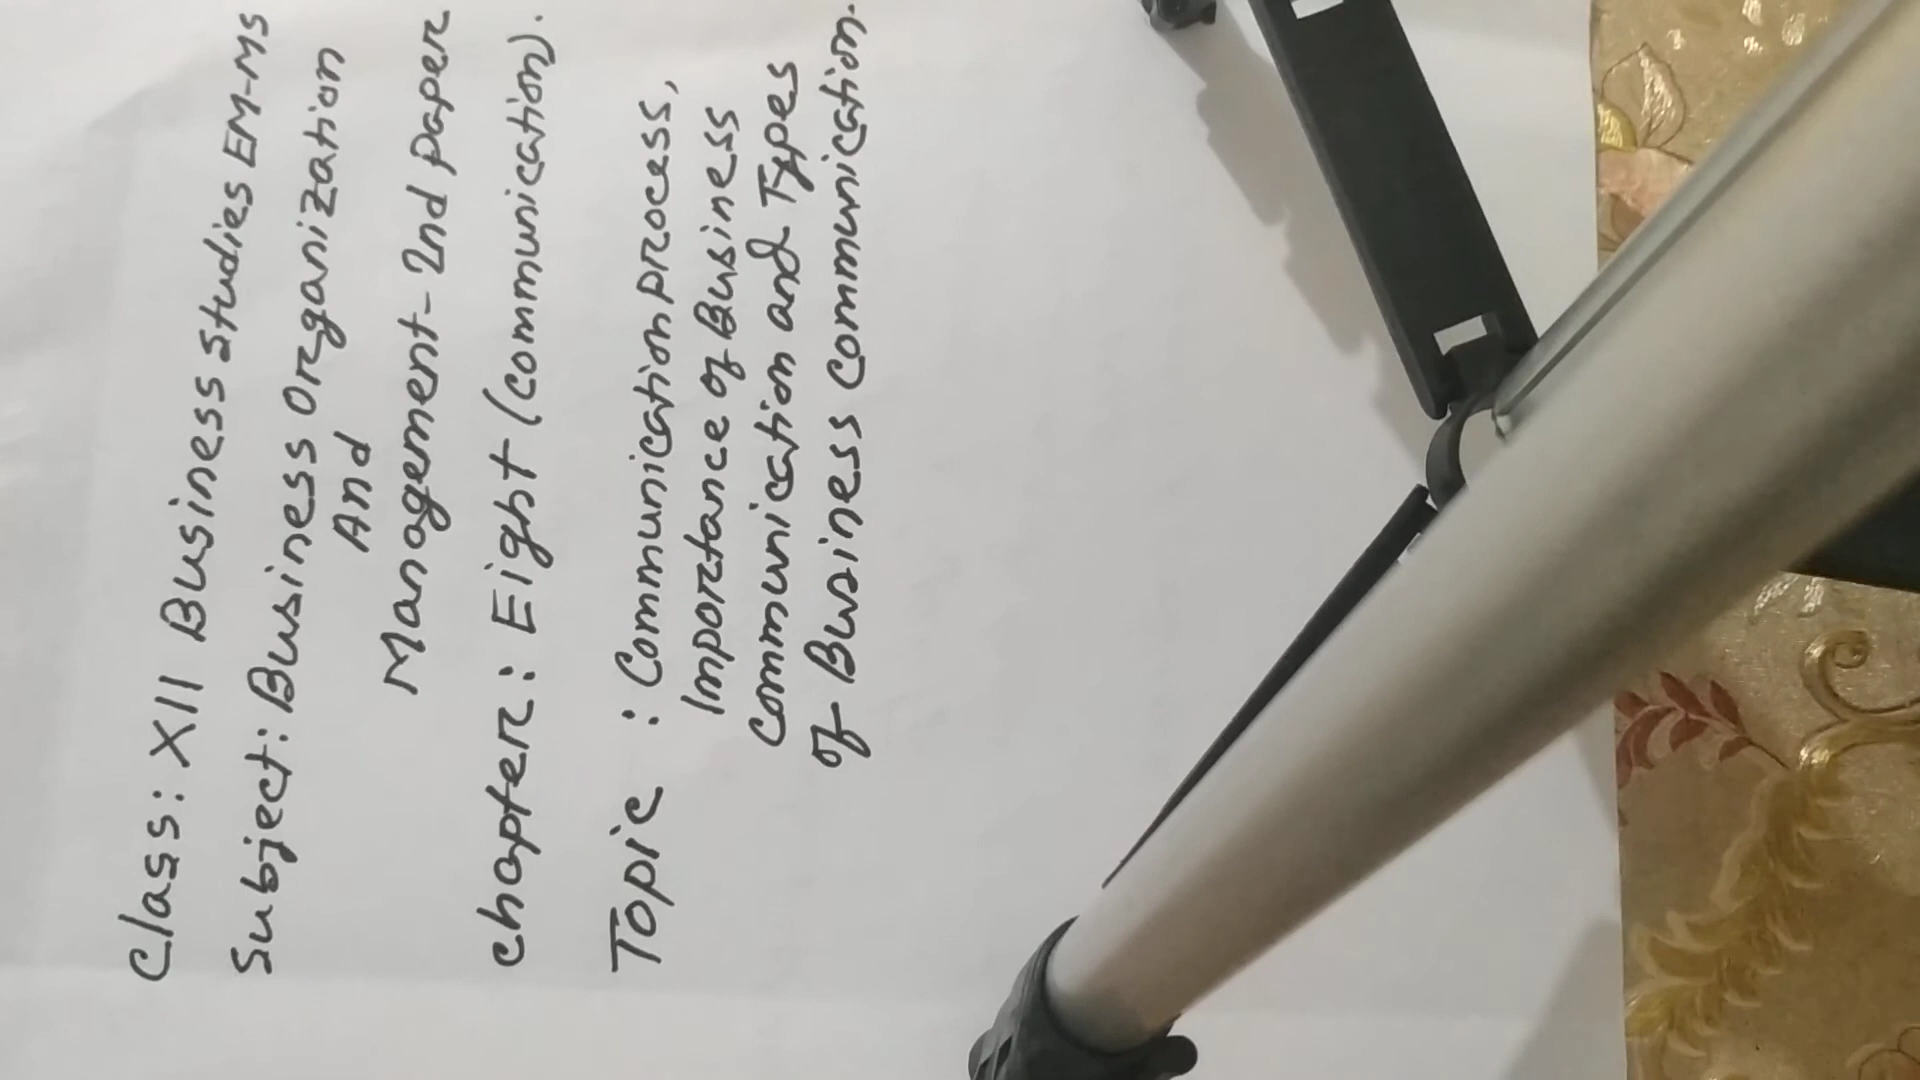 Class: XII Business Studies EM-MS
Subject: Business Organization
And
Management-2nd paper
chapter: Eight (communication).
Topic : Communication process,
Importance of Business
communication and Types
of Business communication.